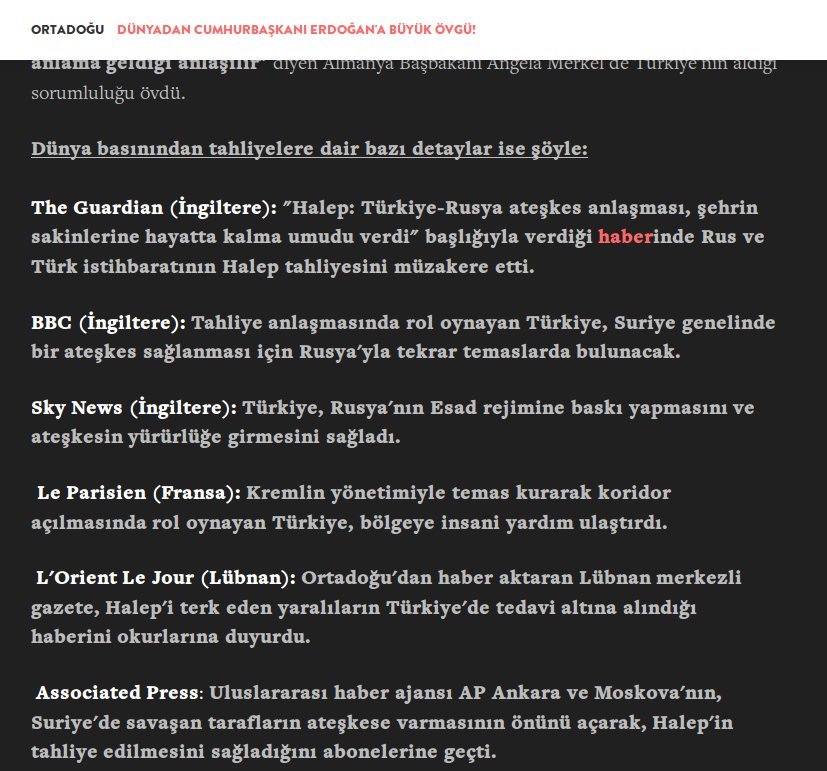 ORTADOĞU DÜNYADAN CUMHURBAŞKANI ERDOĞAN'A BÜYÜK ÖVGÜ!
anlama geldiği anlaşılır" diyen Almanya Başbakanı Angela Merkel de Türkiye'nin aldığı
sorumluluğu övdü.
Dünya basınından tahliyelere dair bazı detaylar ise şöyle:
The Guardian (İngiltere): "Halep: Türkiye-Rusya ateşkes anlaşması, şehrin
sakinlerine hayatta kalma umudu verdi" başlığıyla verdiği haberinde Rus ve
Türk istihbaratının Halep tahliyesini müzakere etti.
BBC (İngiltere): Tahliye anlaşmasında rol oynayan Türkiye, Suriye genelinde
bir ateşkes sağlanması için Rusya'yla tekrar temaslarda bulunacak.
Sky News (İngiltere): Türkiye, Rusya'nın Esad rejimine baskı yapmasını ve
ateşkesin yürürlüğe girmesini sağladı.
Le Parisien (Fransa): Kremlin yönetimiyle temas kurarak koridor
açılmasında rol oynayan Türkiye, bölgeye insani yardım ulaştırdı.
L'Orient Le Jour (Lübnan): Ortadoğu'dan haber aktaran Lübnan merkezli
gazete, Halep'i terk eden yaralıların Türkiye'de tedavi altına alındığı
haberini okurlarına duyurdu.
Associated Press: Uluslararası haber ajansı AP Ankara ve Moskova'nın,
Suriye'de savaşan tarafların ateşkese varmasının önünü açarak, Halep'in
tahliye edilmesini sağladığını abonelerine geçti.